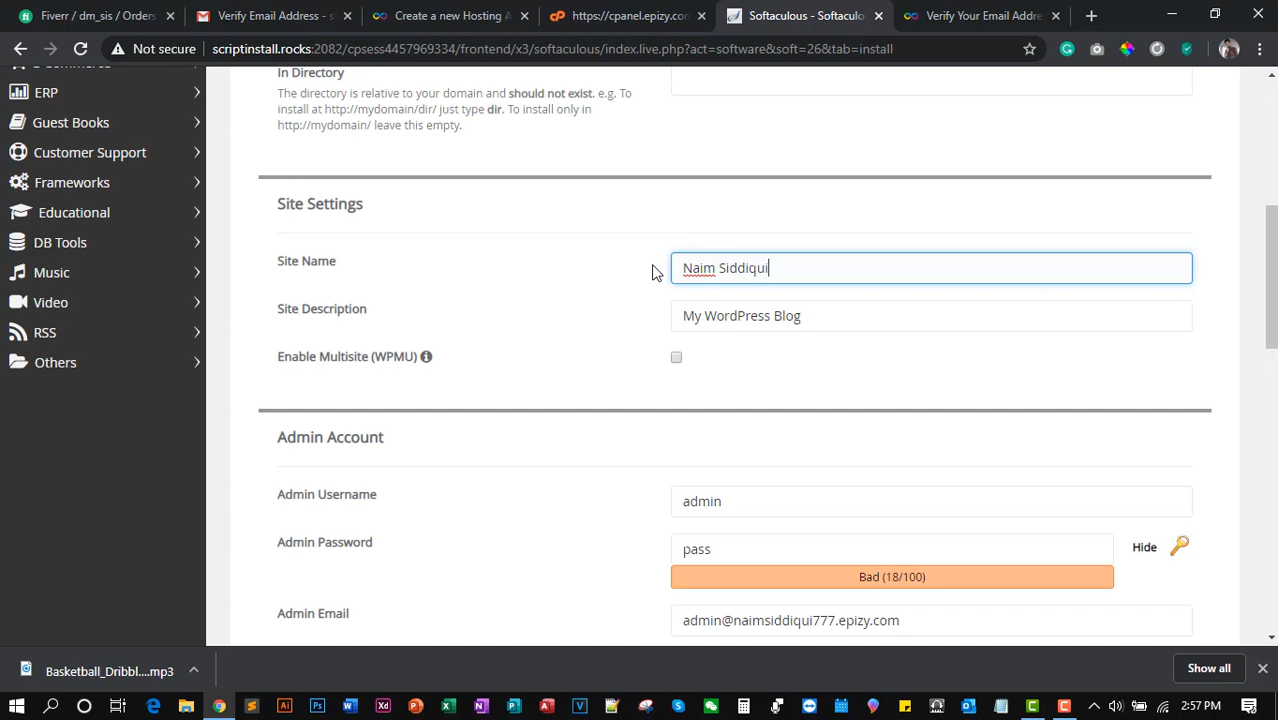 Fiverr / dm_sis / Orders
Verify Email Address - s
Create a new Hosting A
https://cpanel.epizy.co
Softaculous - Softaculo
Verify Your Email Addre
Not secure
scriptinstall.rocks:2082/cpsess4457969334/frontend/x3/softaculous/index.live.php?act=software&soft=26&tab=install
ERP
Guest Books
Customer Support
Frameworks
Educational
DB Tools
Music
Video
RSS
Others
In Directory
The directory is relative to your domain and should not exist. e.g. To
install at http://mydomain/dir/ just type dir. To install only in
http://mydomain/ leave this empty.
Site Settings
Site Name
Naim Siddiqui
Site Description
My WordPress Blog
Enable Multisite (WPMU)
Admin Account
Admin Username
admin
Admin Password
pass
Hide
Bad (18/100)
Admin Email
admin@naimsiddiqui777.epizy.com
Basketball_Dribbl....mp3
Show all
2:57 PM